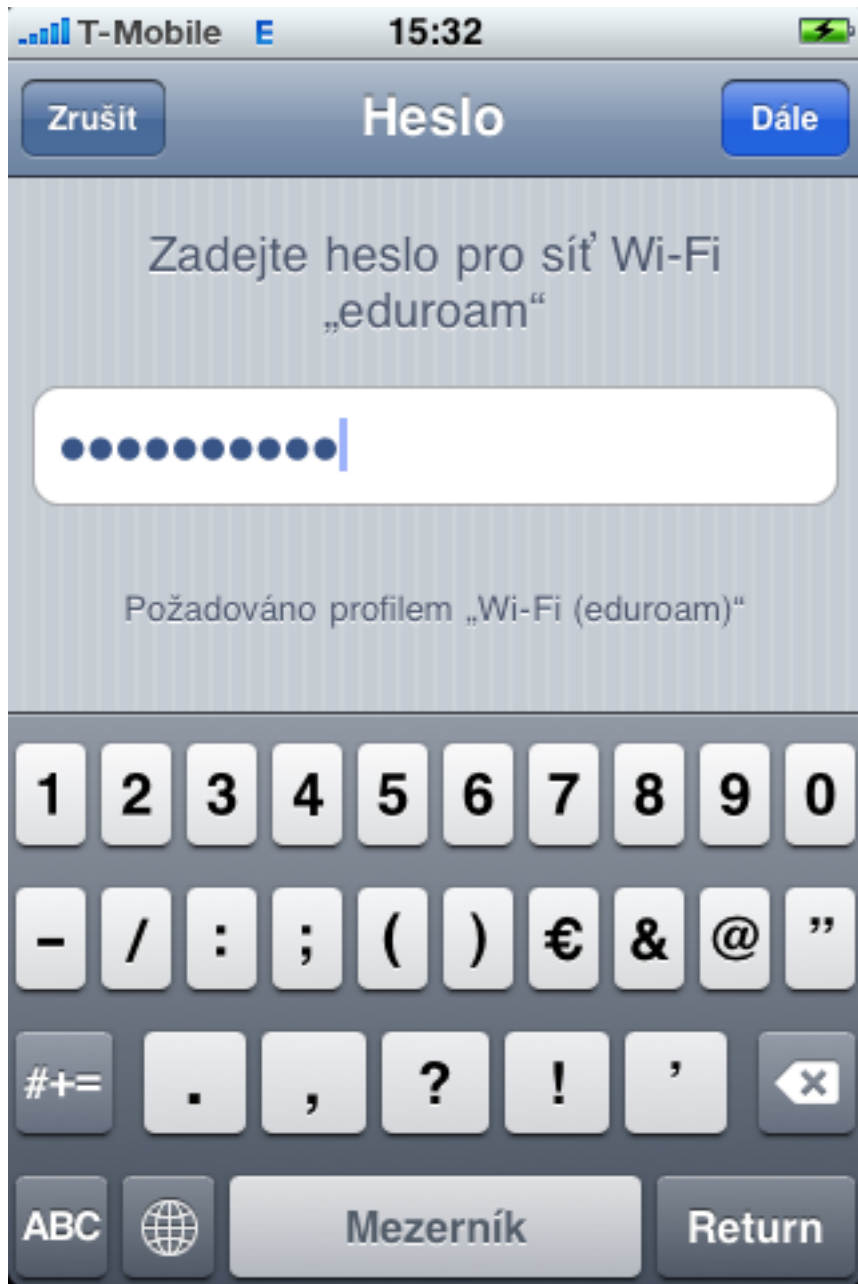 T-Mobile E 15:32
Zrušit Heslo Dále
Zadejte heslo pro síť Wi-Fi
„eduroam“
••••••••••
Požadováno profilem „Wi-Fi (eduroam)“
1 2 3 4 5 6 7 8 9 0
- / : ; ( ) € & @ ”
#+= . , ? ! ’
ABC Mezerník Return